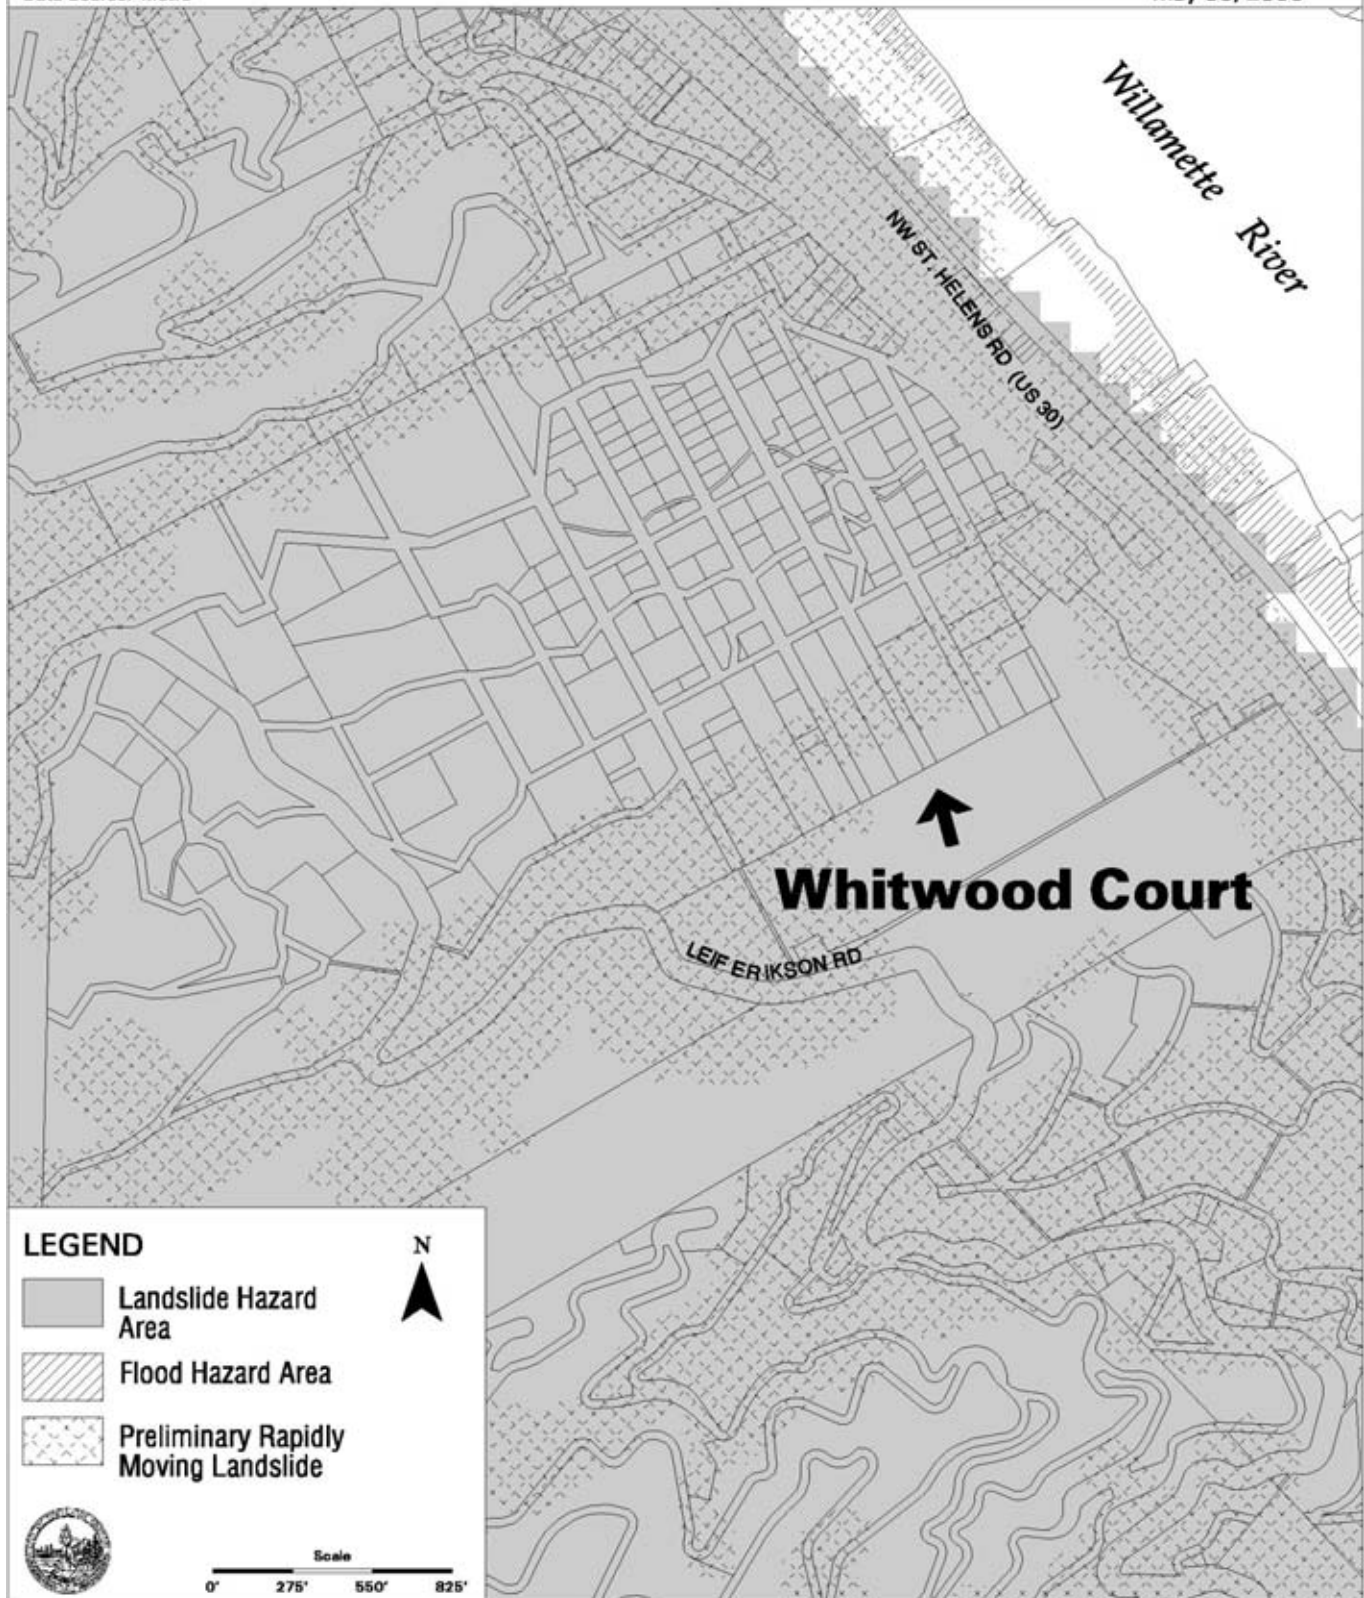 Willamette River
NW ST. HELENS RD (US 30)
Whitwood Court
LEIF ERIKSON RD
LEGEND
N
Landslide Hazard
Area
Flood Hazard Area
Preliminary Rapidly
Moving Landslide
Scale
0' 275' 550' 825'